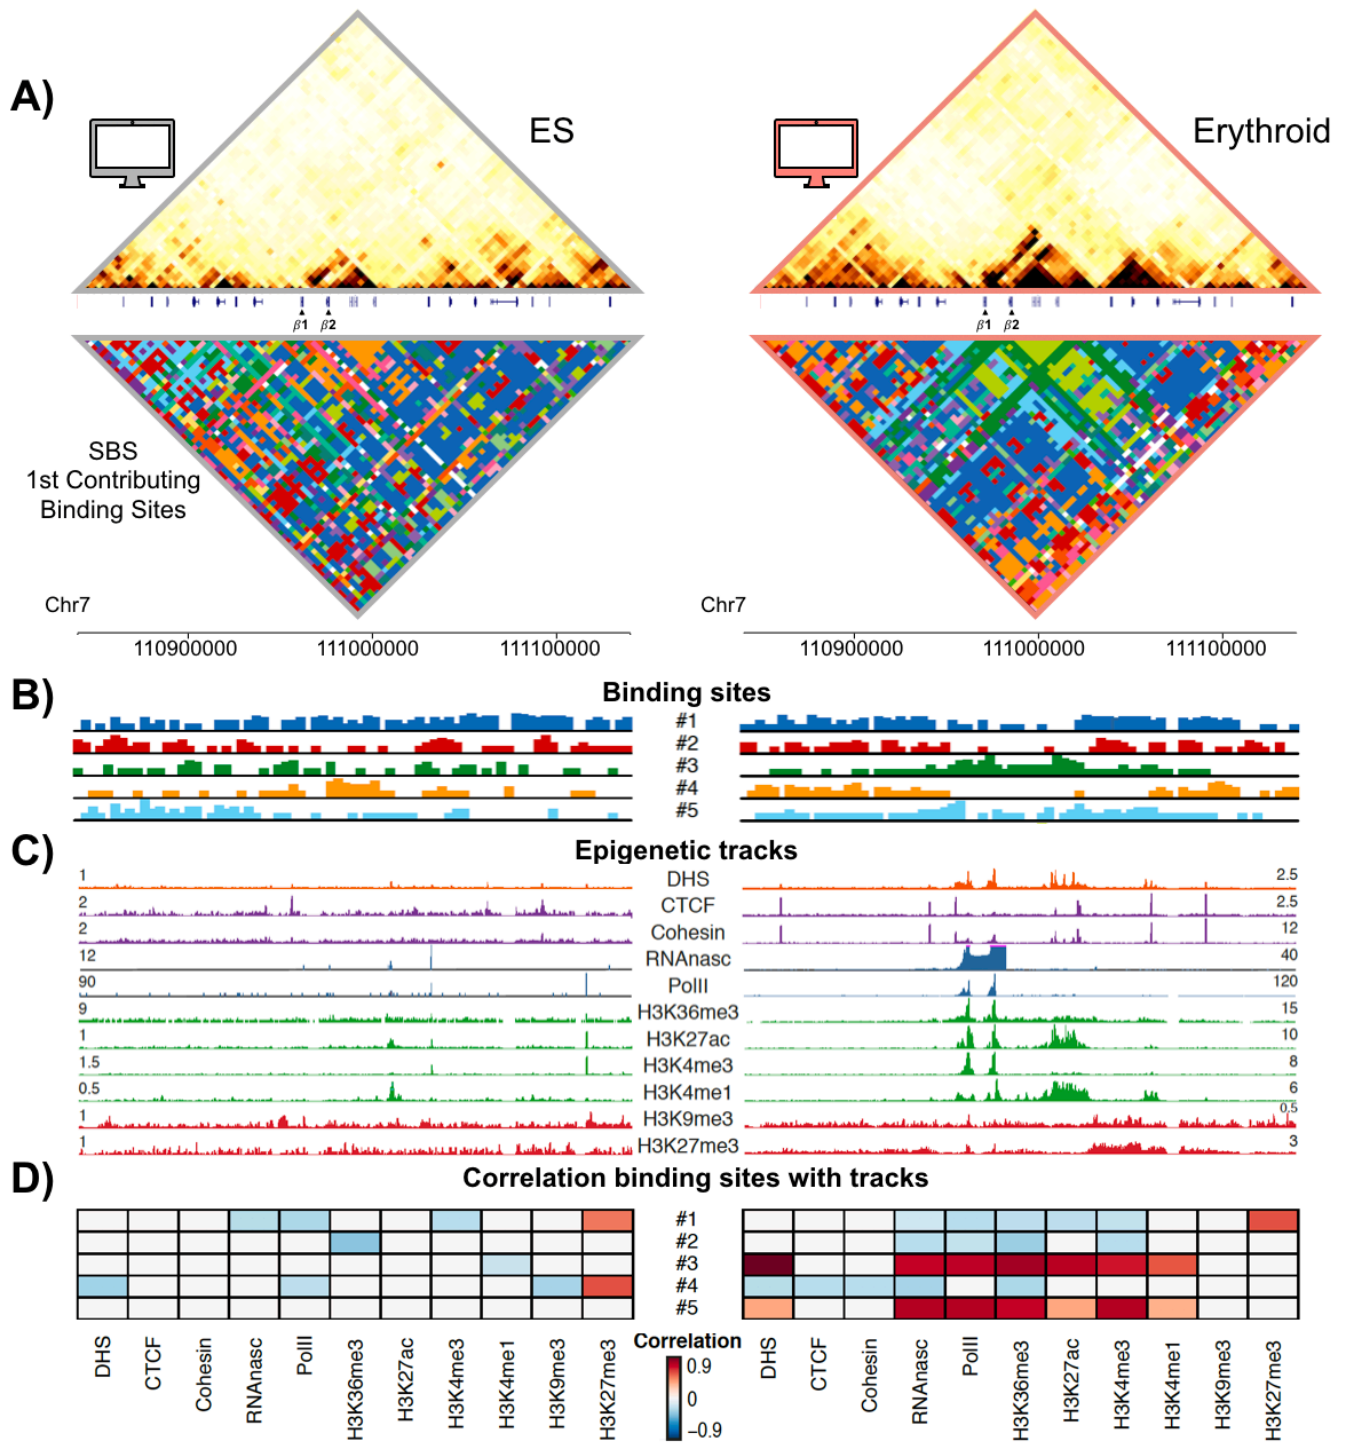 A)
ES
Erythroid
β1 β2
β1 β2
SBS
1st Contributing
Binding Sites
Chr7
Chr7
110900000 111000000 111100000
110900000 111000000 111100000
B)
Binding sites
#1
#2
#3
#4
#5
C)
Epigenetic tracks
1 DHS 2.5
2 CTCF 2.5
2 Cohesin 12
12 RNAnasc 40
90 PolII 120
9 H3K36me3 15
1 H3K27ac 10
1.5 H3K4me3 8
0.5 H3K4me1 6
1 H3K9me3 0.5
1 H3K27me3 3
D)
Correlation binding sites with tracks
#1
#2
#3
#4
#5
DHS CTCF Cohesin RNAnasc PolII H3K36me3 H3K27ac H3K4me3 H3K4me1 H3K9me3 H3K27me3
Correlation
0.9
0
−0.9
DHS CTCF Cohesin RNAnasc PolII H3K36me3 H3K27ac H3K4me3 H3K4me1 H3K9me3 H3K27me3